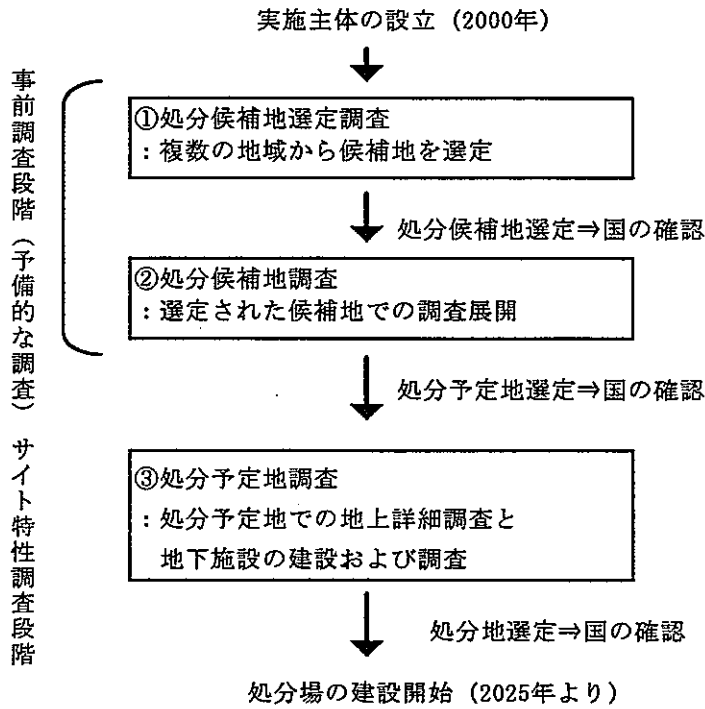 実施主体の設立 (2000年)
事前調査段階(予備的な調査)
①処分候補地選定調査
:複数の地域から候補地を選定
処分候補地選定⇒国の確認
②処分候補地調査
:選定された候補地での調査展開
処分予定地選定⇒国の確認
サイト特性調査段階
③処分予定地調査
:処分予定地での地上詳細調査と
地下施設の建設および調査
処分地選定⇒国の確認
処分場の建設開始 (2025年より)